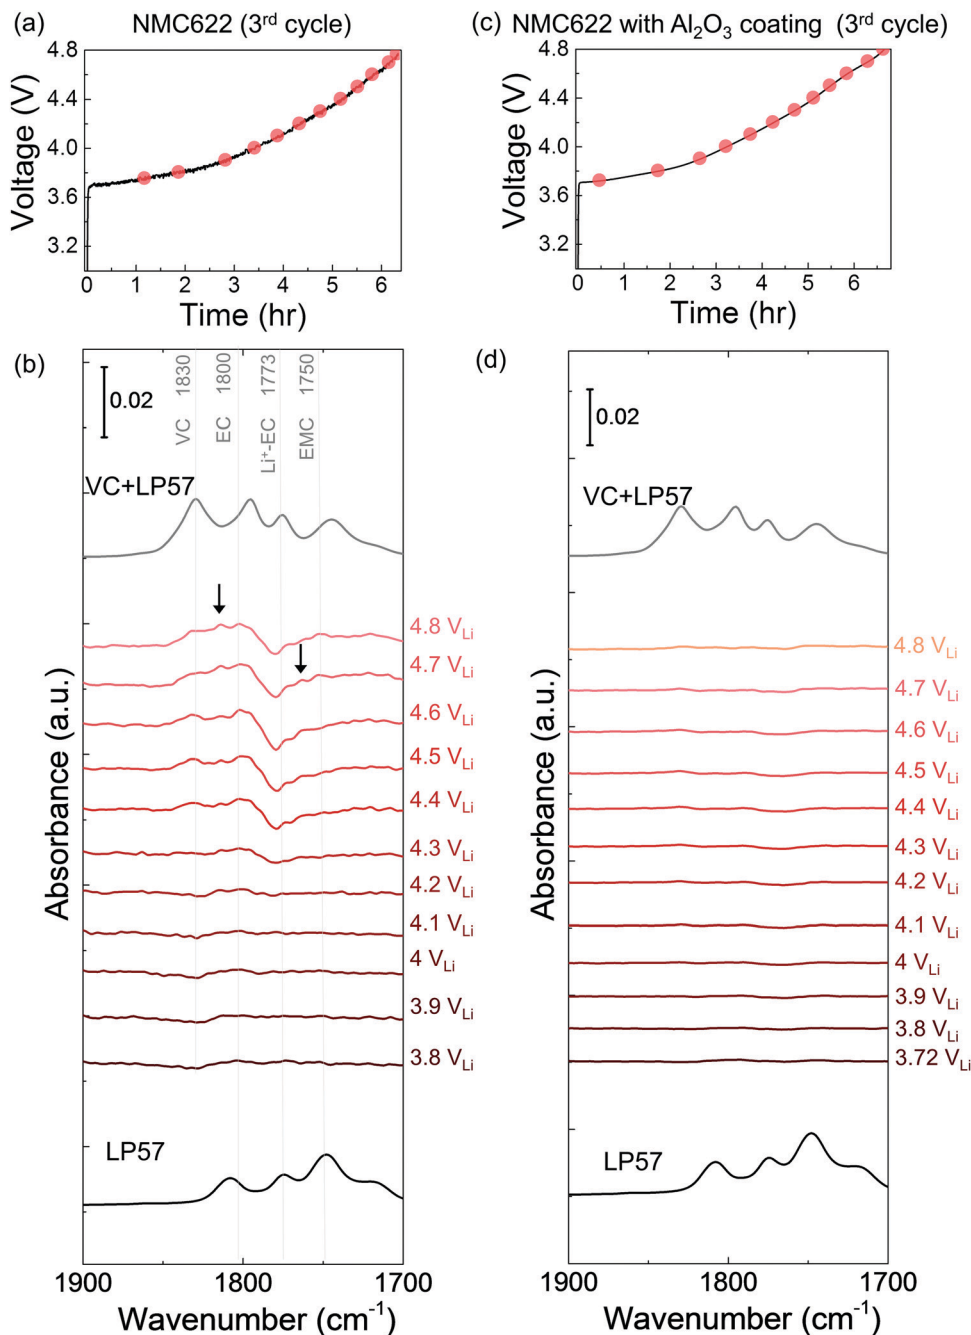 (a) NMC622 (3rd cycle)
Voltage (V)
4.8
4.4
4.0
3.6
3.2
0 1 2 3 4 5 6
Time (hr)
(c) NMC622 with Al2O3 coating (3rd cycle)
Voltage (V)
4.8
4.4
4.0
3.6
3.2
0 1 2 3 4 5 6
Time (hr)
(b)
0.02
VC 1830
EC 1800
Li+-EC 1773
EMC 1750
VC+LP57
4.8 VLi
4.7 VLi
4.6 VLi
4.5 VLi
4.4 VLi
4.3 VLi
4.2 VLi
4.1 VLi
4 VLi
3.9 VLi
3.8 VLi
LP57
Absorbance (a.u.)
1900 1800 1700
Wavenumber (cm-1)
(d)
0.02
VC+LP57
4.8 VLi
4.7 VLi
4.6 VLi
4.5 VLi
4.4 VLi
4.3 VLi
4.2 VLi
4.1 VLi
4 VLi
3.9 VLi
3.8 VLi
3.72 VLi
LP57
Absorbance (a.u.)
1900 1800 1700
Wavenumber (cm-1)